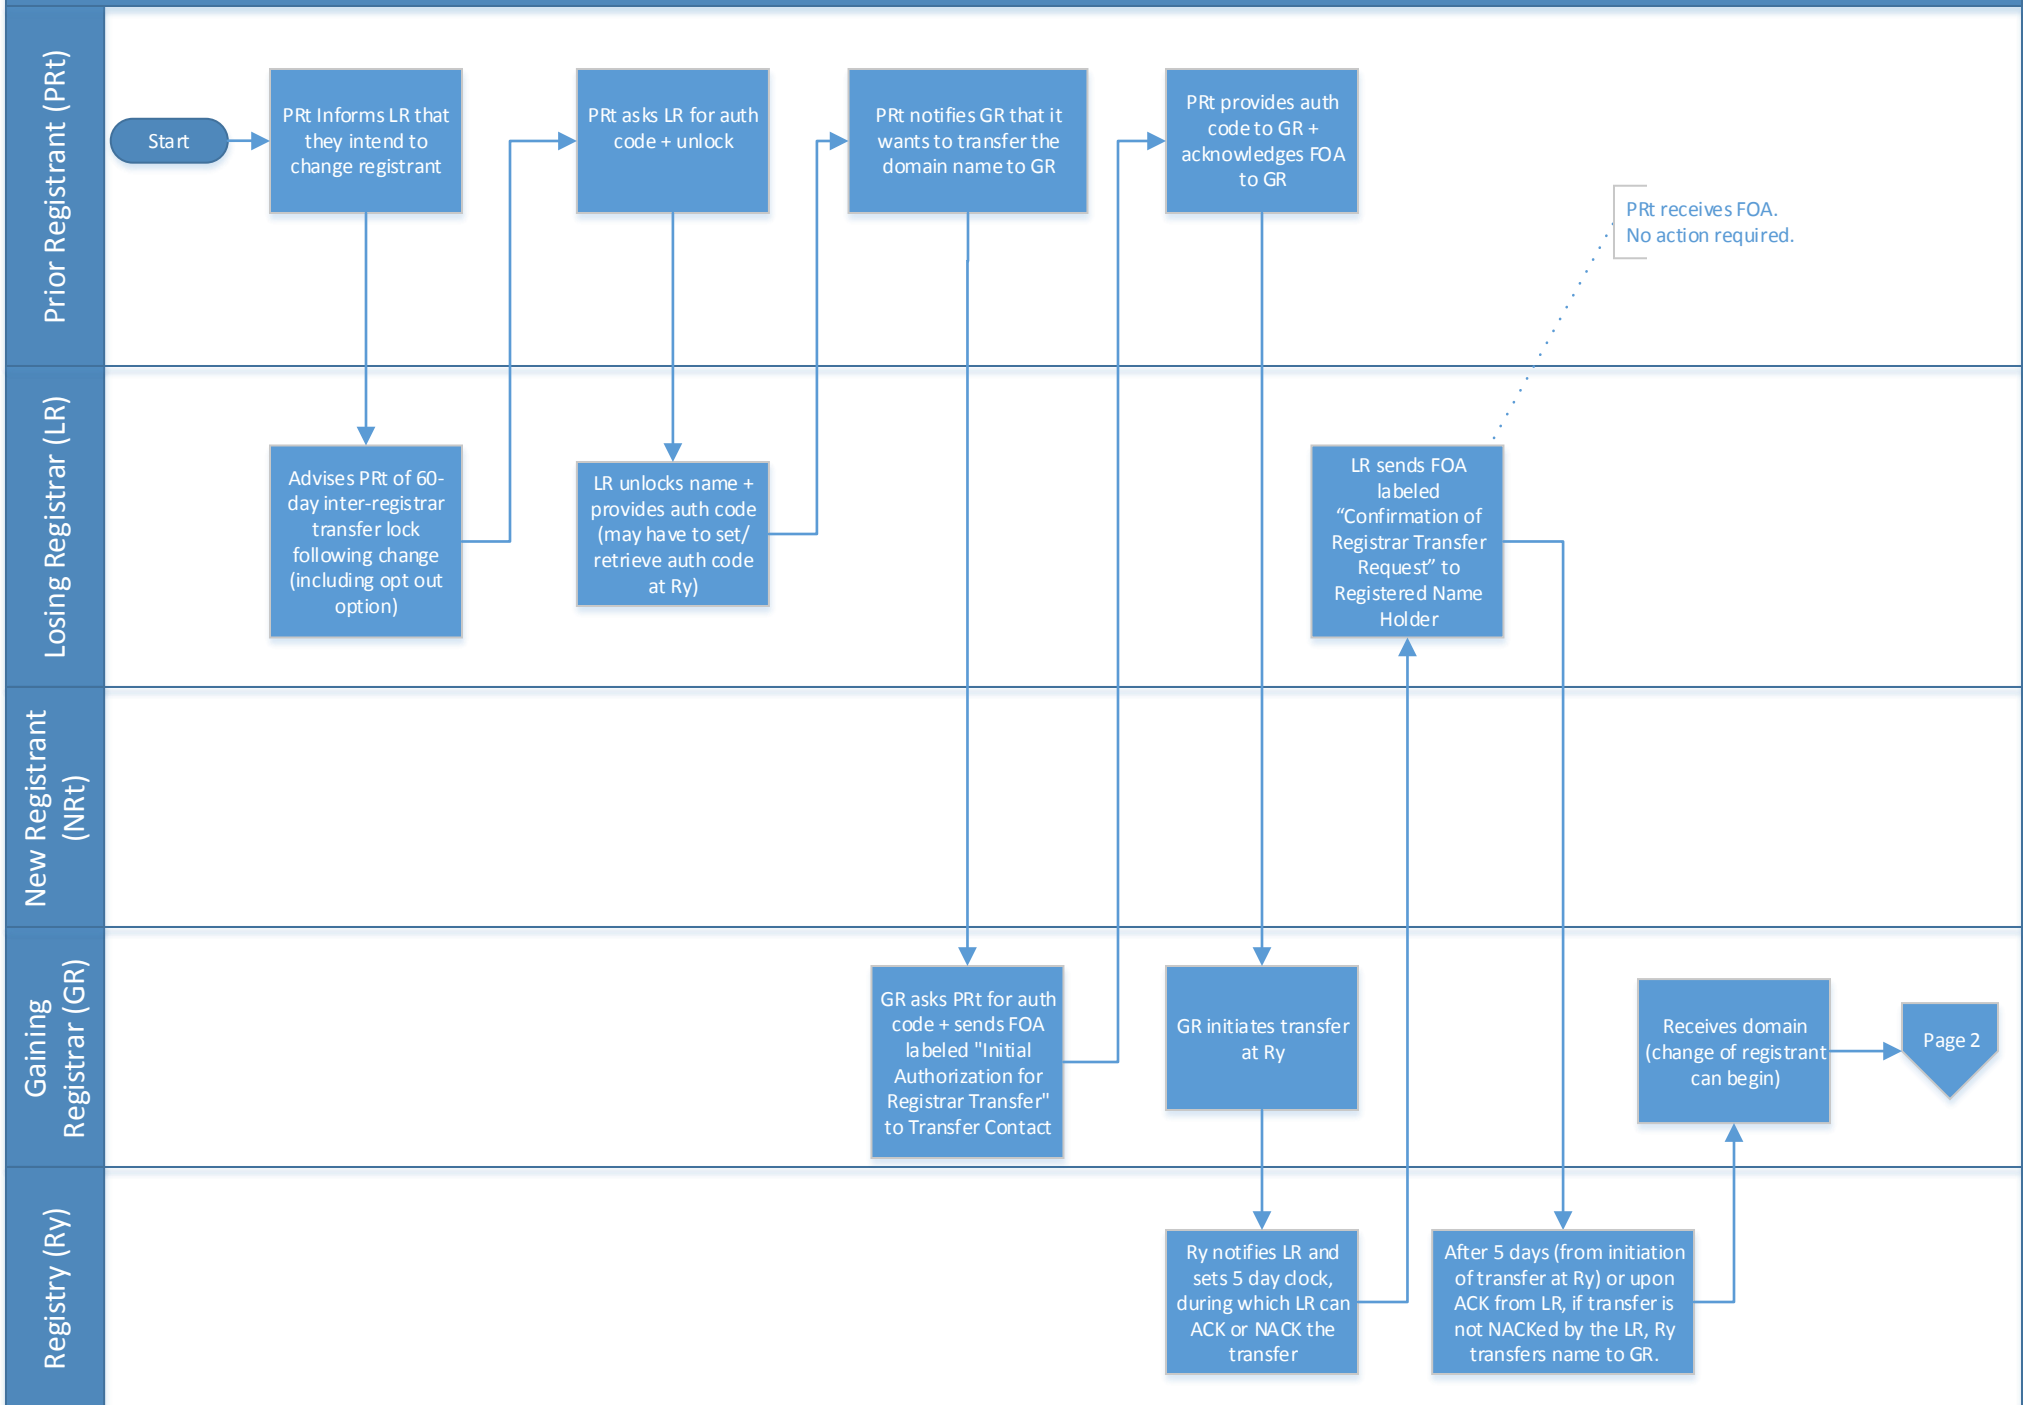 Prior Registrant (PRt)
Start
PRt Informs LR that
they intend to
change registrant
PRt asks LR for auth
code + unlock
PRt notifies GR that it
wants to transfer the
domain name to GR
PRt provides auth
code to GR +
acknowledges FOA
to GR
PRt receives FOA.
No action required.
Losing Registrar (LR)
Advises PRt of 60-
day inter-registrar
transfer lock
following change
(including opt out
option)
LR unlocks name +
provides auth code
(may have to set/
retrieve auth code
at Ry)
LR sends FOA
labeled
“Confirmation of
Registrar Transfer
Request” to
Registered Name
Holder
New Registrant
(NRt)
Gaining
Registrar (GR)
GR asks PRt for auth
code + sends FOA
labeled "Initial
Authorization for
Registrar Transfer"
to Transfer Contact
GR initiates transfer
at Ry
Receives domain
(change of registrant
can begin)
Page 2
Registry (Ry)
Ry notifies LR and
sets 5 day clock,
during which LR can
ACK or NACK the
transfer
After 5 days (from initiation
of transfer at Ry) or upon
ACK from LR, if transfer is
not NACKed by the LR, Ry
transfers name to GR.